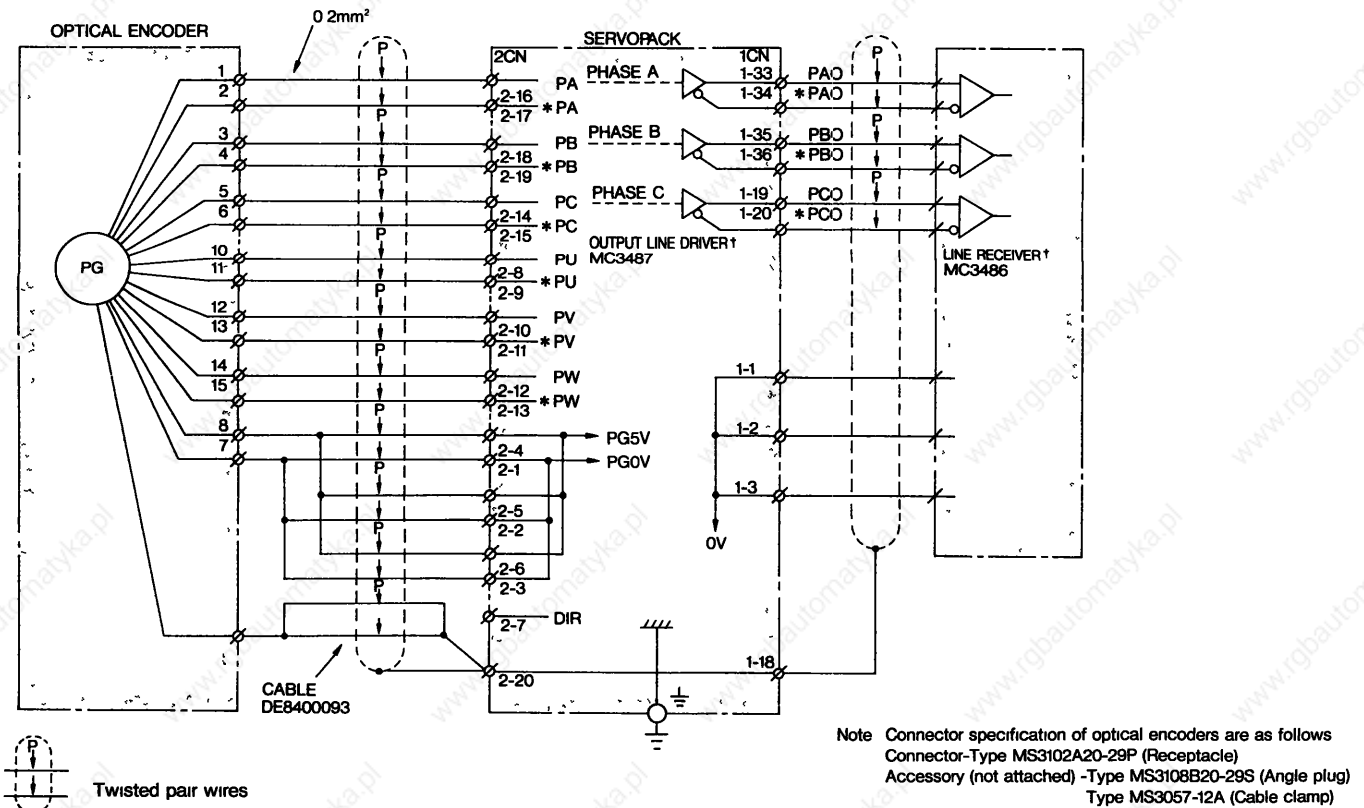 0 2mm²
OPTICAL ENCODER
SERVOPACK
2CN
1CN
P
P
1
PA
PHASE A
1-33
PAO
2
2-16
1-34
*PAO
2-17
*PA
P
P
3
PB
PHASE B
1-35
PBO
4
2-18
1-36
*PBO
2-19
*PB
P
P
5
PC
PHASE C
1-19
PCO
6
2-14
1-20
*PCO
2-15
*PC
P
OUTPUT LINE DRIVER†
MC3487
LINE RECEIVER†
MC3486
PG
10
PU
11
2-8
2-9
*PU
P
12
PV
13
2-10
2-11
*PV
P
14
PW
15
2-12
2-13
*PW
P
1-1
8
PG5V
1-2
7
2-4
PG0V
2-1
P
1-3
2-5
2-2
P
0V
2-6
2-3
P
2-7
DIR
1-18
2-20
CABLE
DE8400093
P
Twisted pair wires
Note Connector specification of optical encoders are as follows
Connector-Type MS3102A20-29P (Receptacle)
Accessory (not attached) -Type MS3108B20-29S (Angle plug)
Type MS3057-12A (Cable clamp)
www.rgbautomatyka.pl